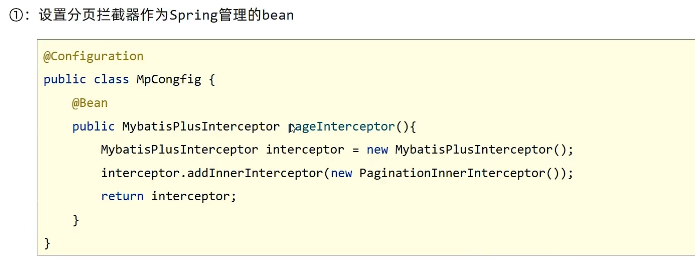 ①: 设置分页拦截器作为Spring管理的bean
@Configuration
public class MpCongfig {
@Bean
public MybatisPlusInterceptor pageInterceptor(){
MybatisPlusInterceptor interceptor = new MybatisPlusInterceptor();
interceptor.addInnerInterceptor(new PaginationInnerInterceptor());
return interceptor;
}
}